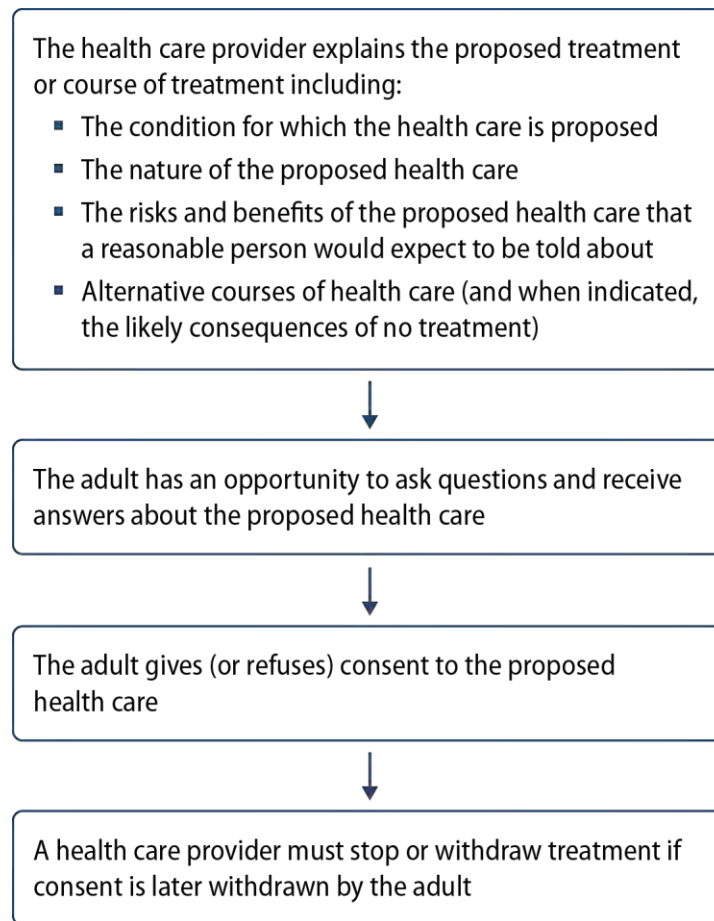 The health care provider explains the proposed treatment
or course of treatment including:
▪ The condition for which the health care is proposed
▪ The nature of the proposed health care
▪ The risks and benefits of the proposed health care that
a reasonable person would expect to be told about
▪ Alternative courses of health care (and when indicated,
the likely consequences of no treatment)
The adult has an opportunity to ask questions and receive
answers about the proposed health care
The adult gives (or refuses) consent to the proposed
health care
A health care provider must stop or withdraw treatment if
consent is later withdrawn by the adult